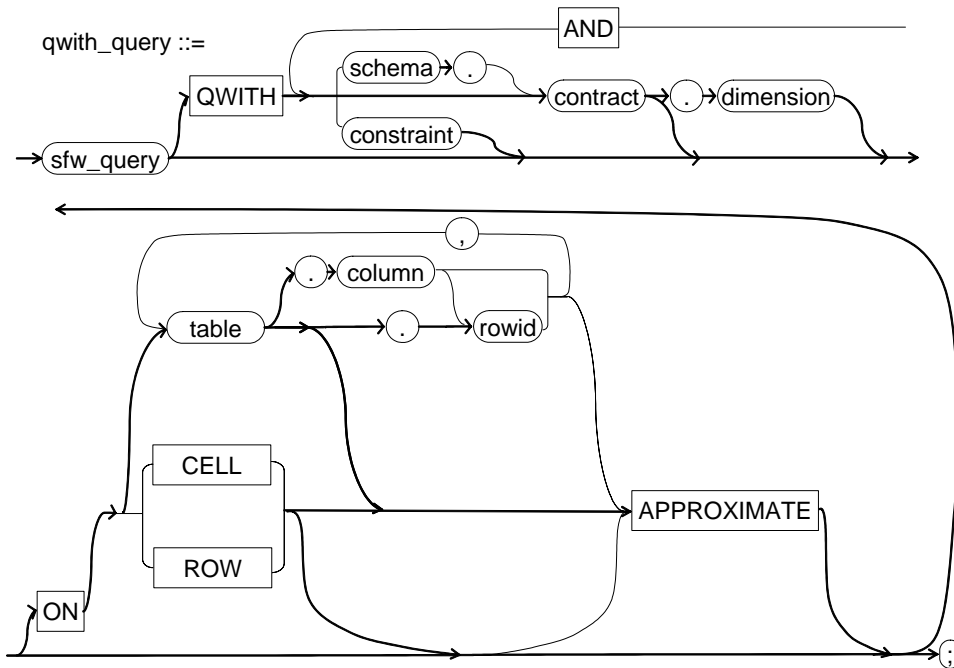 AND
qwith_query ::=
schema .
QWITH contract . dimension
constraint
sfw_query
,
. column
table . rowid
CELL
APPROXIMATE
ROW
ON
;